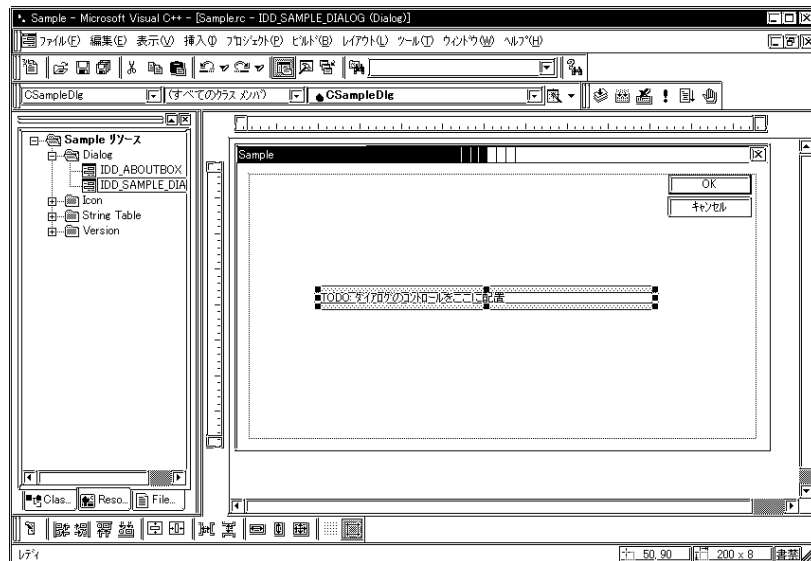 Sample - Microsoft Visual C++ - [Sample.rc - IDD_SAMPLE_DIALOG (Dialog)]
ファイル(F) 編集(E) 表示(V) 挿入(I) プロジェクト(P) ビルド(B) レイアウト(L) ツール(T) ウィンドウ(W) ヘルプ(H)
CSampleDlg (すべてのクラス メンバ) CSampleDlg
Sample リソース
Dialog
IDD_ABOUTBOX
IDD_SAMPLE_DIA
Icon
String Table
Version
Clas... Reso... File...
Sample
OK
キャンセル
TODO: ダイアログのコントロールをここに配置
レディ
50, 90 200 x 8 書禁